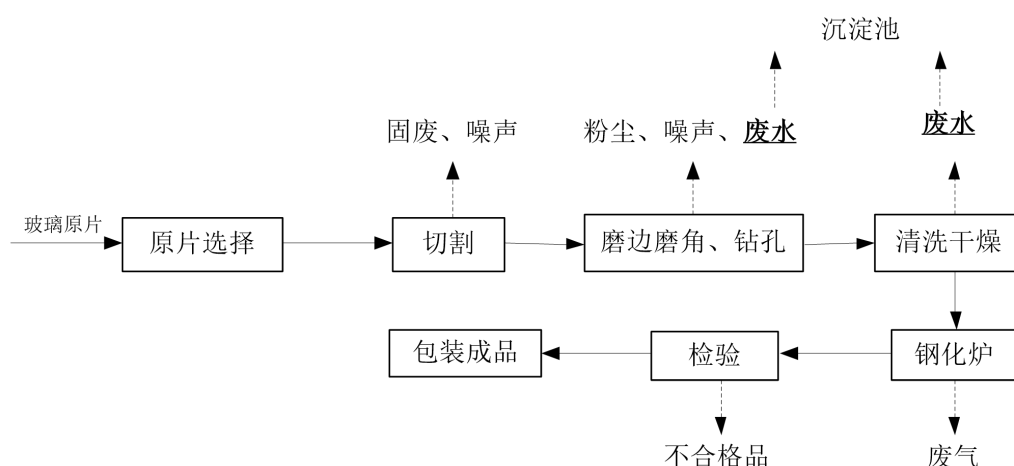 沉淀池
固废、噪声
粉尘、噪声、废水
废水
玻璃原片
原片选择
切割
磨边磨角、钻孔
清洗干燥
包装成品
检验
钢化炉
不合格品
废气